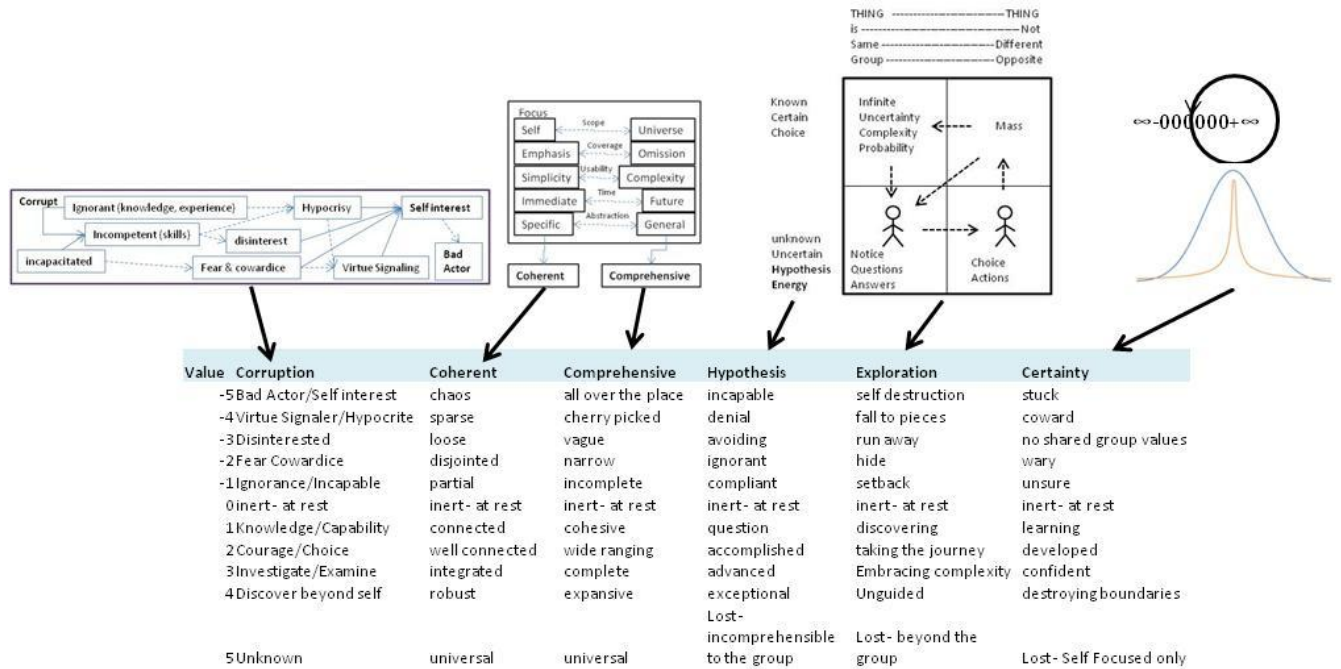 THING ---------------------- THING
is ---------------------- Not
Same ---------------------- Different
Group ---------------------- Opposite
Known
Certain
Choice
Infinite
Uncertainty
Complexity
Probability
Mass
unknown
Uncertain
Hypothesis
Energy
Notice
Questions
Answers
Choice
Actions
∞-000000+∞
Focus
Self Scope Universe
Emphasis Coverage Omission
Simplicity Usability Complexity
Immediate Time Future
Specific Abstraction General
Coherent Comprehensive
Corrupt Ignorant (knowledge, experience) Hypocrisy Self interest
Incompetent (skills) disinterest
incapacitated Fear & cowardice Virtue Signaling Bad Actor
Value Corruption Coherent Comprehensive Hypothesis Exploration Certainty
-5 Bad Actor/Self interest chaos all over the place incapable self destruction stuck
-4 Virtue Signaler/Hypocrite sparse cherry picked denial fall to pieces coward
-3 Disinterested loose vague avoiding run away no shared group values
-2 Fear Cowardice disjointed narrow ignorant hide wary
-1 Ignorance/Incapable partial incomplete compliant setback unsure
0 inert- at rest inert- at rest inert- at rest inert- at rest inert- at rest inert- at rest
1 Knowledge/Capability connected cohesive question discovering learning
2 Courage/Choice well connected wide ranging accomplished taking the journey developed
3 Investigate/Examine integrated complete advanced Embracing complexity confident
4 Discover beyond self robust expansive exceptional Unguided destroying boundaries
Lost-
incomprehensible Lost- beyond the
5 Unknown universal universal to the group group Lost- Self Focused only